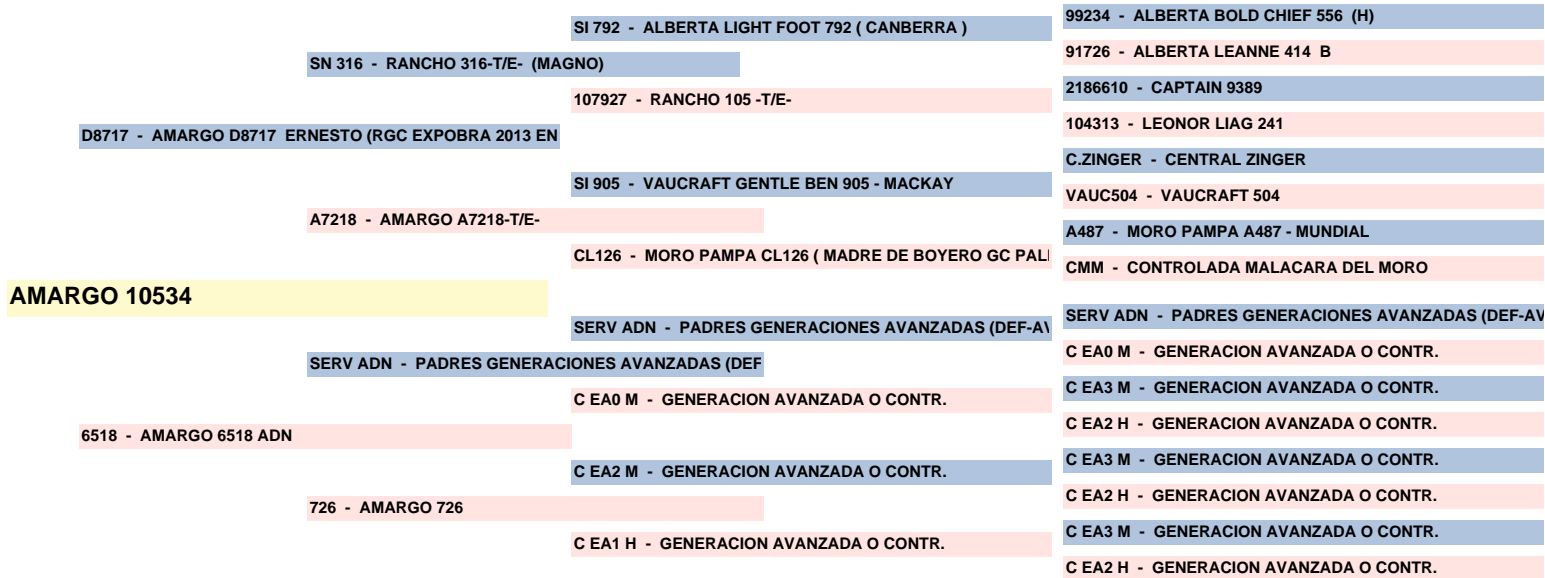 99234 - ALBERTA BOLD CHIEF 556 (H)
SI 792 - ALBERTA LIGHT FOOT 792 ( CANBERRA )
91726 - ALBERTA LEANNE 414 B
SN 316 - RANCHO 316-T/E- (MAGNO)
2186610 - CAPTAIN 9389
107927 - RANCHO 105 -T/E-
104313 - LEONOR LIAG 241
D8717 - AMARGO D8717 ERNESTO (RGC EXPOBRA 2013 EN
C.ZINGER - CENTRAL ZINGER
SI 905 - VAUCRAFT GENTLE BEN 905 - MACKAY
VAUC504 - VAUCRAFT 504
A7218 - AMARGO A7218-T/E-
A487 - MORO PAMPA A487 - MUNDIAL
CL126 - MORO PAMPA CL126 ( MADRE DE BOYERO GC PAL
CMM - CONTROLADA MALACARA DEL MORO
AMARGO 10534
SERV ADN - PADRES GENERACIONES AVANZADAS (DEF-AV
SERV ADN - PADRES GENERACIONES AVANZADAS (DEF-AV
C EA0 M - GENERACION AVANZADA O CONTR.
SERV ADN - PADRES GENERACIONES AVANZADAS (DEF
C EA3 M - GENERACION AVANZADA O CONTR.
C EA0 M - GENERACION AVANZADA O CONTR.
C EA2 H - GENERACION AVANZADA O CONTR.
6518 - AMARGO 6518 ADN
C EA3 M - GENERACION AVANZADA O CONTR.
C EA2 M - GENERACION AVANZADA O CONTR.
C EA2 H - GENERACION AVANZADA O CONTR.
726 - AMARGO 726
C EA3 M - GENERACION AVANZADA O CONTR.
C EA1 H - GENERACION AVANZADA O CONTR.
C EA2 H - GENERACION AVANZADA O CONTR.